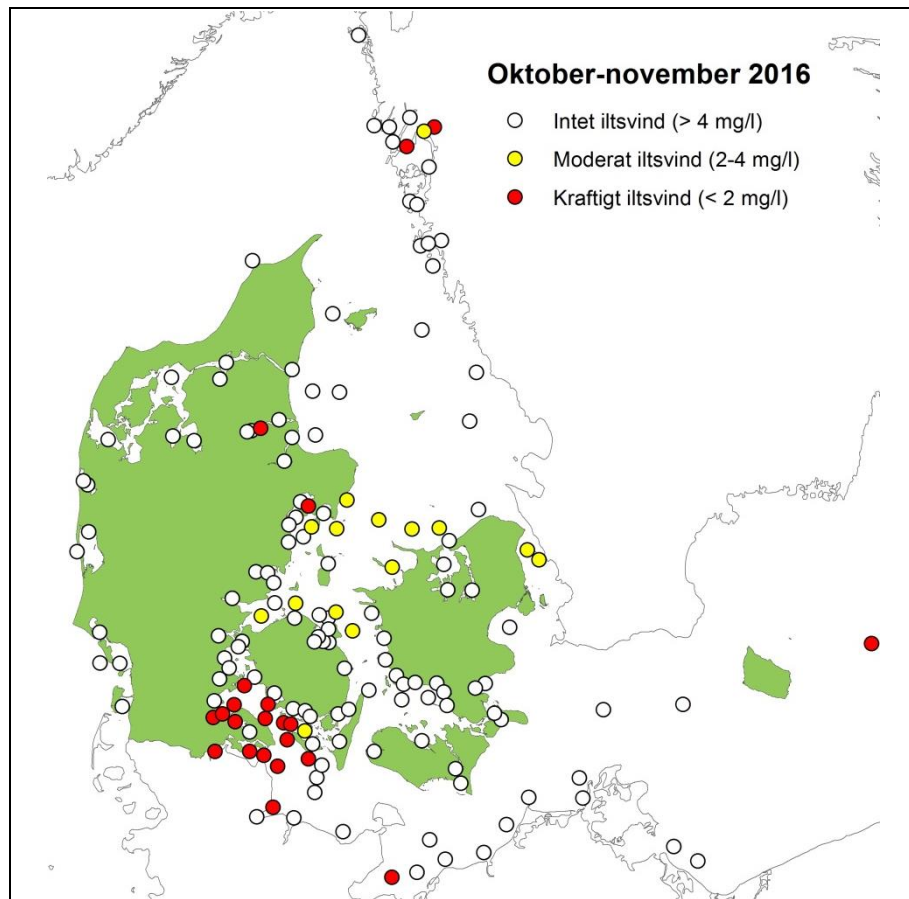 Oktober-november 2016
Intet iltsvind (> 4 mg/l)
Moderat iltsvind (2-4 mg/l)
Kraftigt iltsvind (< 2 mg/l)